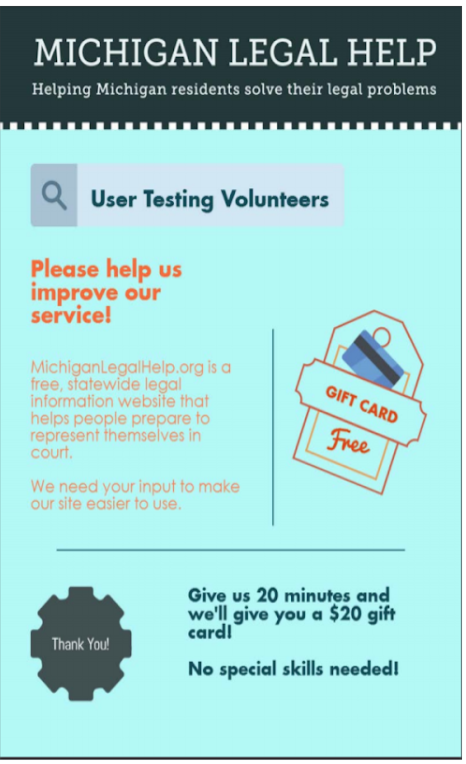 MICHIGAN LEGAL HELP
Helping Michigan residents solve their legal problems
User Testing Volunteers
Please help us
improve our
service!
MichiganLegalHelp.org is a
free, statewide legal
information website that
helps people prepare to
represent themselves in
court.
We need your input to make
our site easier to use.
GIFT CARD
Free
Thank You!
Give us 20 minutes and
we'll give you a $20 gift
card!
No special skills needed!